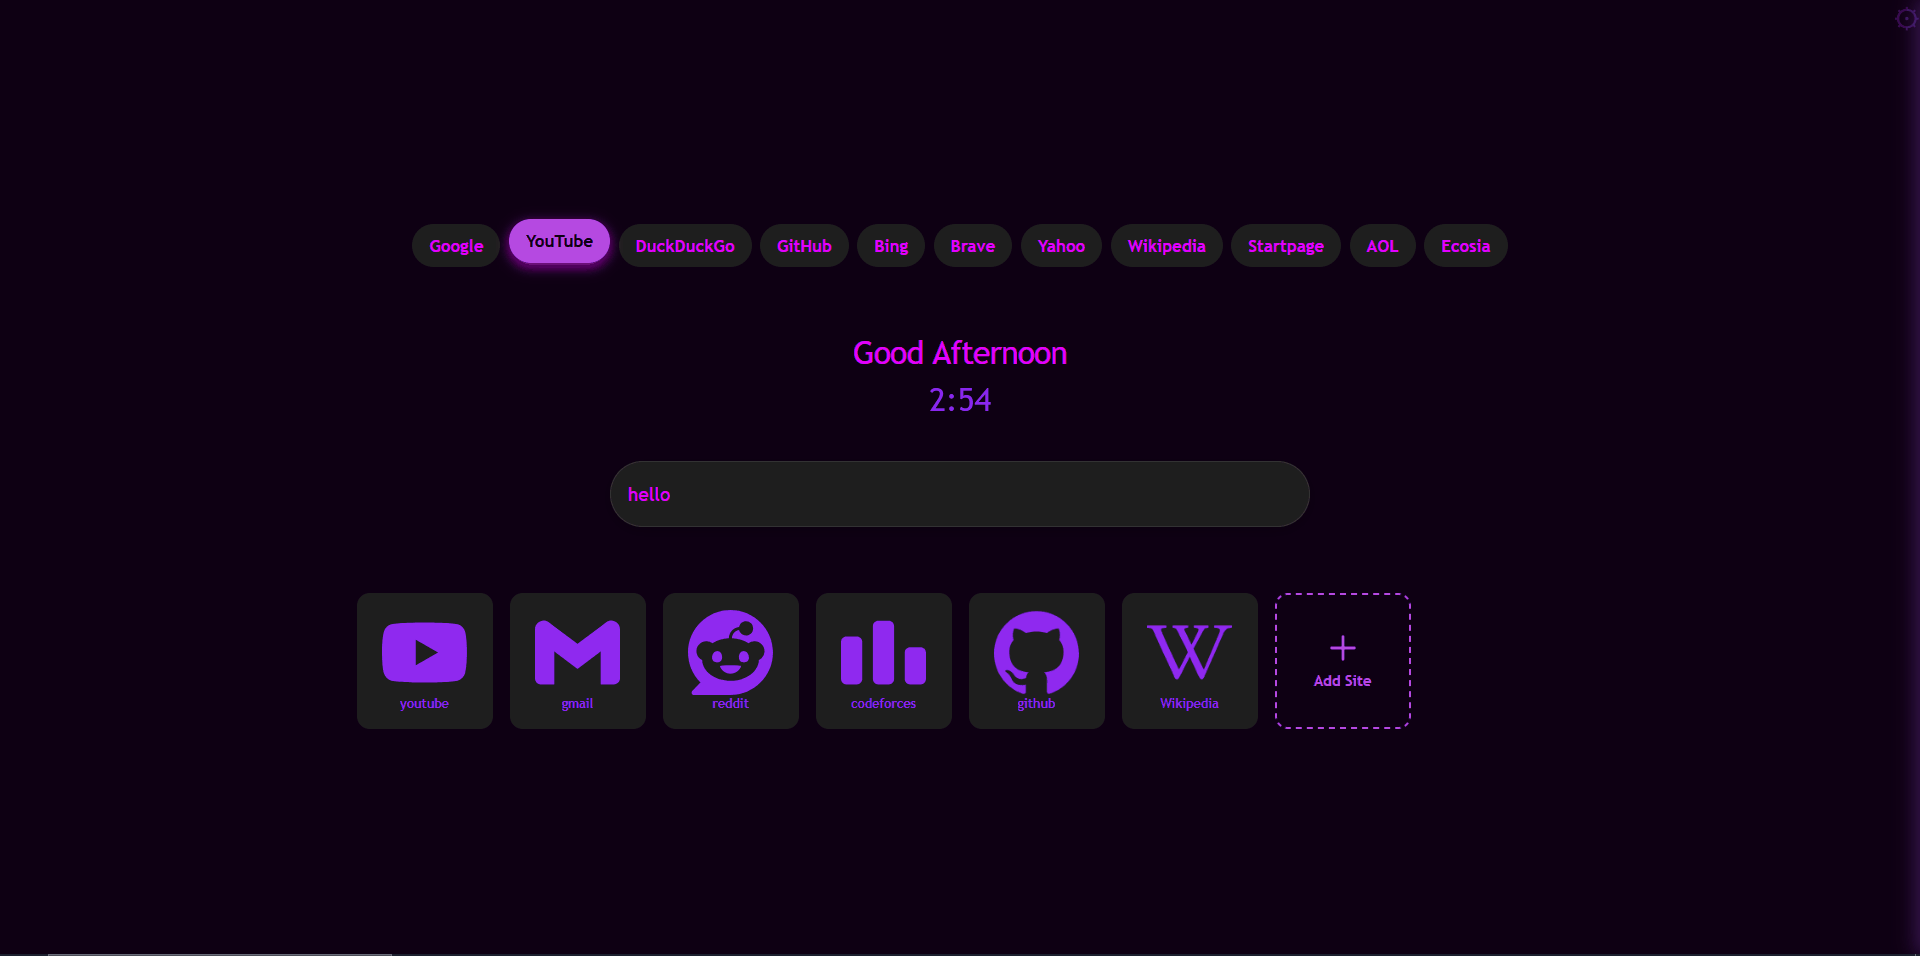 Google YouTube DuckDuckGo GitHub Bing Brave Yahoo Wikipedia Startpage AOL Ecosia
Good Afternoon
2:54
hello
youtube gmail reddit codeforces github Wikipedia Add Site